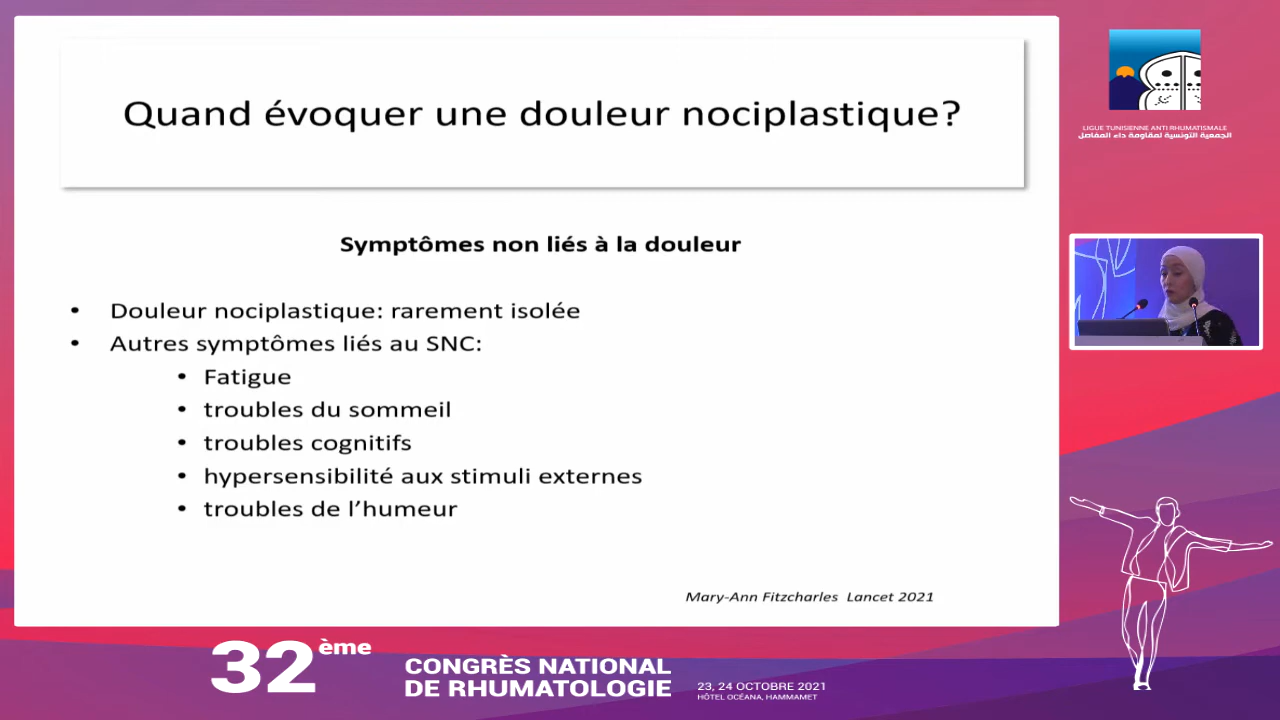 Quand évoquer une douleur nociplastique?
Symptômes non liés à la douleur
• Douleur nociplastique: rarement isolée
• Autres symptômes liés au SNC:
• Fatigue
• troubles du sommeil
• troubles cognitifs
• hypersensibilité aux stimuli externes
• troubles de l’humeur
Mary-Ann Fitzcharles Lancet 2021
LIGUE TUNISIENNE ANTI RHUMATISMALE
الجمعية التونسية لمقاومة داء المفاصل
32ème
CONGRÈS NATIONAL
DE RHUMATOLOGIE
23, 24 OCTOBRE 2021
HÔTEL OCÉANA, HAMMAMET